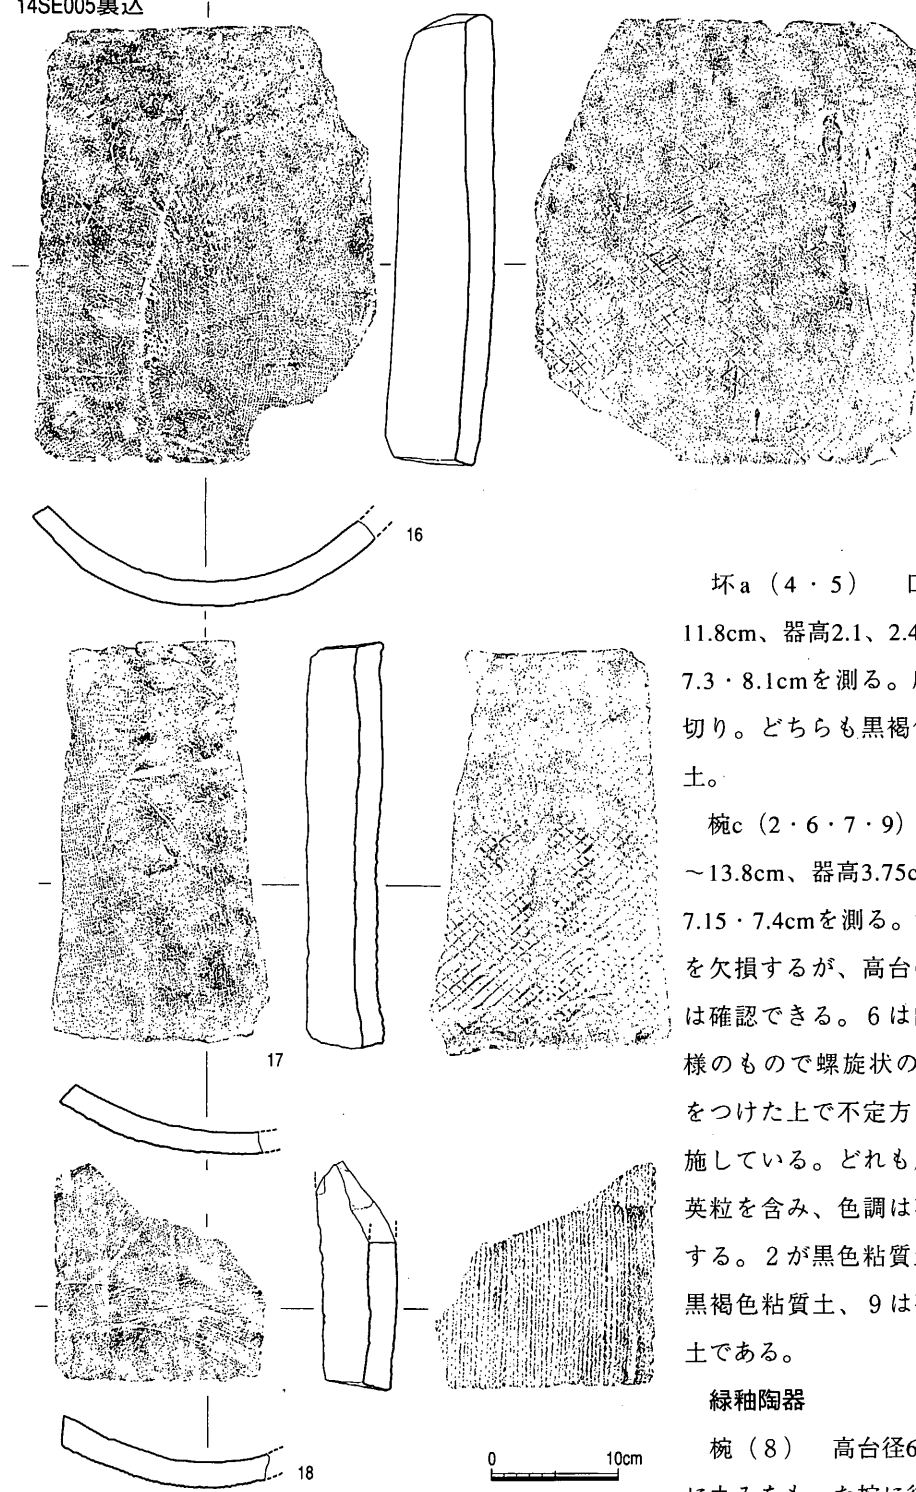 14SE005裏込
16
17
18
0 10cm
坏a（4・5）
11.8cm、器高2.1、2.4
7.3・8.1cmを測る。
切り。どちらも黒褐
土。
椀c（2・6・7・9）
～13.8cm、器高3.75c
7.15・7.4cmを測る。
を欠損するが、高台
は確認できる。6は
様のもので螺旋状の
をつけた上で不定方
施している。どれも
英粒を含み、色調は
する。2が黒色粘質
黒褐色粘質土、9は
土である。
緑釉陶器
椀（8）　高台径6